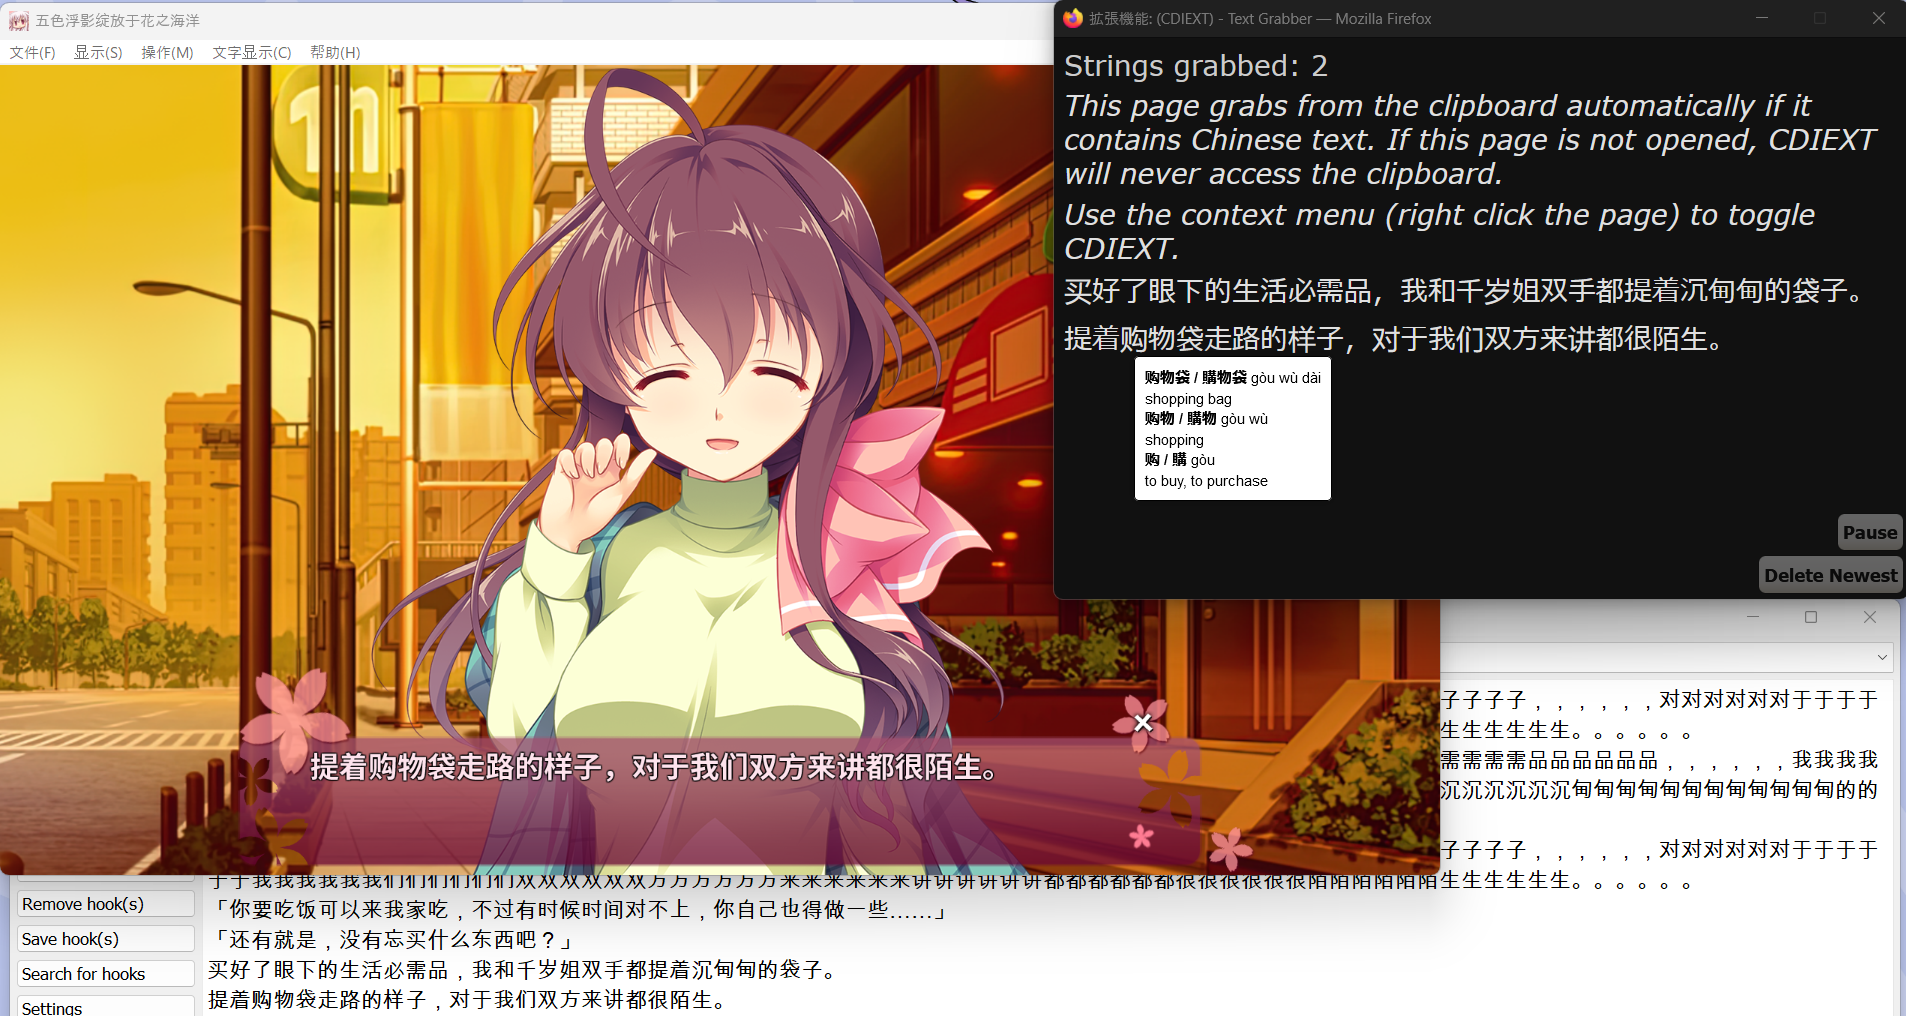 五色浮影绽放于花之海洋
文件(F) 显示(S) 操作(M) 文字显示(C) 帮助(H)
m
提着购物袋走路的样子，对于我们双方来讲都很陌生。
拡張機能: (CDIEXT) - Text Grabber — Mozilla Firefox
Strings grabbed: 2
This page grabs from the clipboard automatically if it
contains Chinese text. If this page is not opened, CDIEXT
will never access the clipboard.
Use the context menu (right click the page) to toggle
CDIEXT.
买好了眼下的生活必需品，我和千岁姐双手都提着沉甸甸的袋子。
提着购物袋走路的样子，对于我们双方来讲都很陌生。
购物袋 / 購物袋 gòu wù dài
shopping bag
购物 / 購物 gòu wù
shopping
购 / 購 gòu
to buy, to purchase
Pause
Delete Newest
子子子子，，，，，，对对对对对对于于于于
生生生生生生。。。。。。
需需需需品品品品品品，，，，，，我我我我
沉沉沉沉沉沉甸甸甸甸甸甸甸甸甸甸甸甸的的
子子子子，，，，，，对对对对对对于于于于
于于我我我我我我们们们们们们双双双双双双方方方方方方来来来来来来讲讲讲讲讲讲都都都都都都很很很很很很陌陌陌陌陌陌生生生生生生。。。。。。
「你要吃饭可以来我家吃，不过有时候时间对不上，你自己也得做一些……」
「还有就是，没有忘买什么东西吧？」
买好了眼下的生活必需品，我和千岁姐双手都提着沉甸甸的袋子。
提着购物袋走路的样子，对于我们双方来讲都很陌生。
Remove hook(s)
Save hook(s)
Search for hooks
Settings